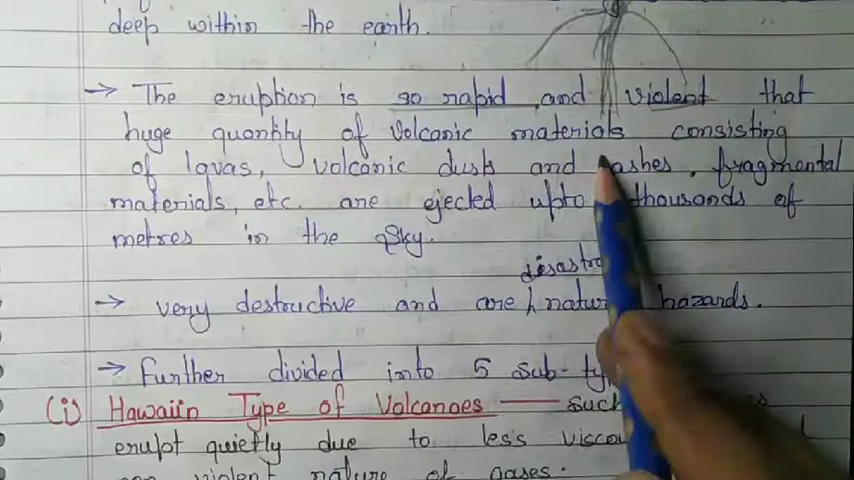 deep within the earth.
→ The eruption is so rapid and violent that
huge quantity of volcanic materials consisting
of lavas, volcanic dusts and ashes, fragmental
materials, etc. are ejected upto thousands of
metres in the sky.
→ very destructive and are natur hazards.
→ Further divided into 5 sub-ty
(i) Hawaiin Type of Volcanoes — such is
erupt quietly due to less visco
violent nature of gases.